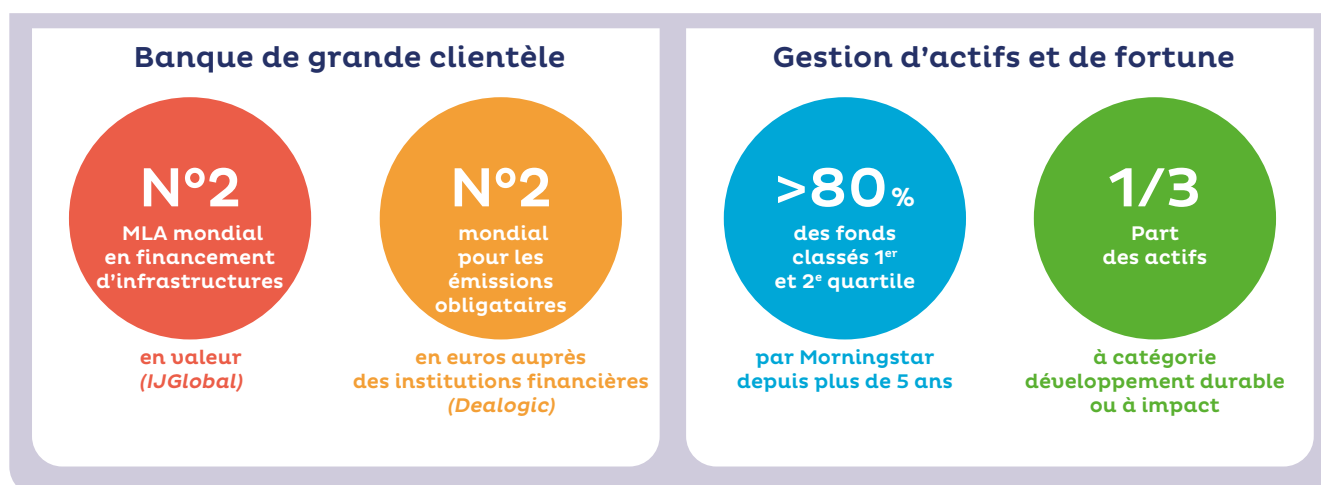 Banque de grande clientèle
N°2
MLA mondial
en financement
d'infrastructures
en valeur
(IJGlobal)
N°2
mondial
pour les
émissions
obligataires
en euros auprès
des institutions financières
(Dealogic)
Gestion d'actifs et de fortune
>80 %
des fonds
classés 1er
et 2e quartile
par Morningstar
depuis plus de 5 ans
1/3
Part
des actifs
à catégorie
développement durable
ou à impact